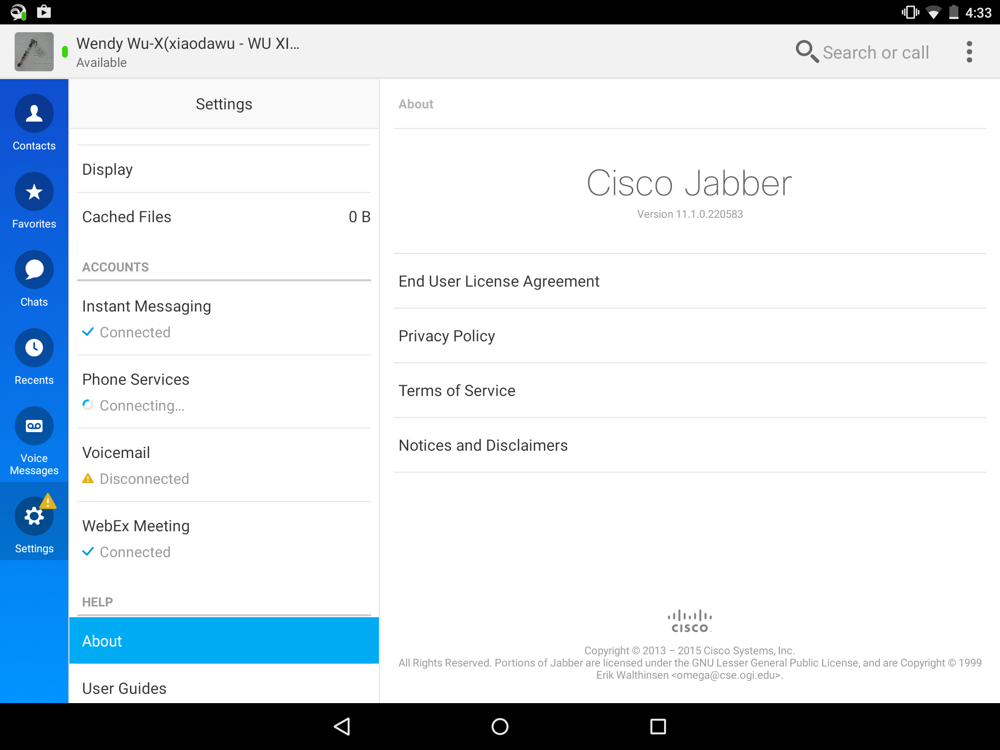 4:33
Wendy Wu-X(xiaodawu - WU XI...
Available
Search or call
Contacts
Favorites
Chats
Recents
Voice
Messages
Settings
Settings
Display
Cached Files 0 B
ACCOUNTS
Instant Messaging
Connected
Phone Services
Connecting...
Voicemail
Disconnected
WebEx Meeting
Connected
HELP
About
User Guides
About
Cisco Jabber
Version 11.1.0.220583
End User License Agreement
Privacy Policy
Terms of Service
Notices and Disclaimers
CISCO
Copyright © 2013 – 2015 Cisco Systems, Inc.
All Rights Reserved. Portions of Jabber are licensed under the GNU Lesser General Public License, and are Copyright © 1999
Erik Walthinsen <omega@cse.ogi.edu>.